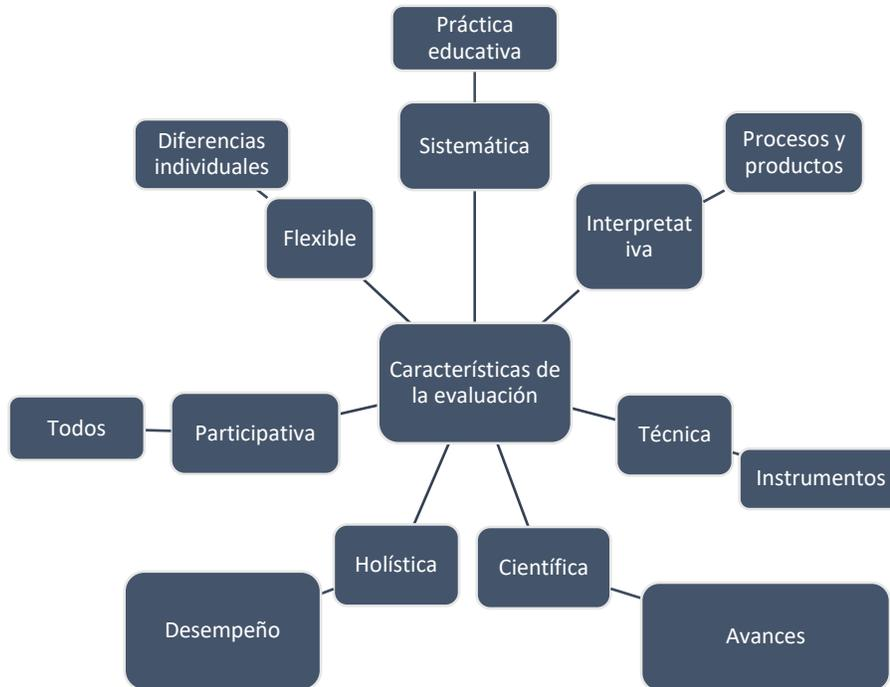 Práctica
educativa
Sistemática
Diferencias
individuales
Flexible
Procesos y
productos
Interpretat
iva
Características de
la evaluación
Todos
Participativa
Técnica
Instrumentos
Holística
Científica
Desempeño
Avances